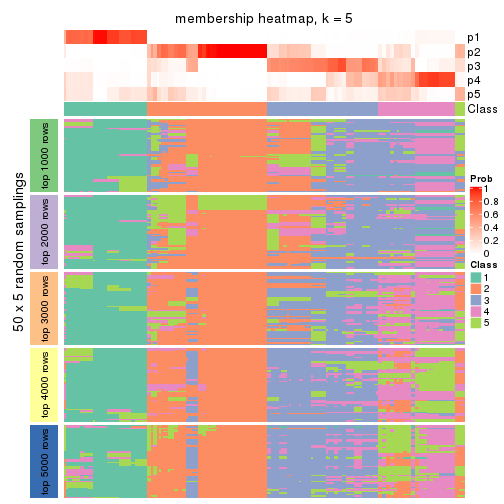 membership heatmap, k = 5
p1
p2
p3
p4
p5
Class
50 x 5 random samplings
top 1000 rows
top 2000 rows
top 3000 rows
top 4000 rows
top 5000 rows
Prob
1
0.8
0.6
0.4
0.2
0
Class
1
2
3
4
5